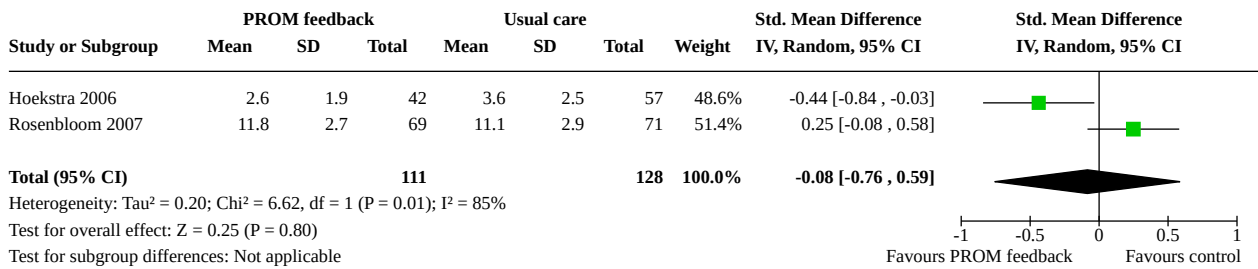 PROM feedback Usual care Std. Mean Difference Std. Mean Difference
Study or Subgroup Mean SD Total Mean SD Total Weight IV, Random, 95% CI IV, Random, 95% CI
Hoekstra 2006 2.6 1.9 42 3.6 2.5 57 48.6% -0.44 [-0.84 , -0.03]
Rosenbloom 2007 11.8 2.7 69 11.1 2.9 71 51.4% 0.25 [-0.08 , 0.58]
Total (95% CI) 111 128 100.0% -0.08 [-0.76 , 0.59]
Heterogeneity: Tau² = 0.20; Chi² = 6.62, df = 1 (P = 0.01); I² = 85%
Test for overall effect: Z = 0.25 (P = 0.80) -1 -0.5 0 0.5 1
Test for subgroup differences: Not applicable Favours PROM feedback Favours control